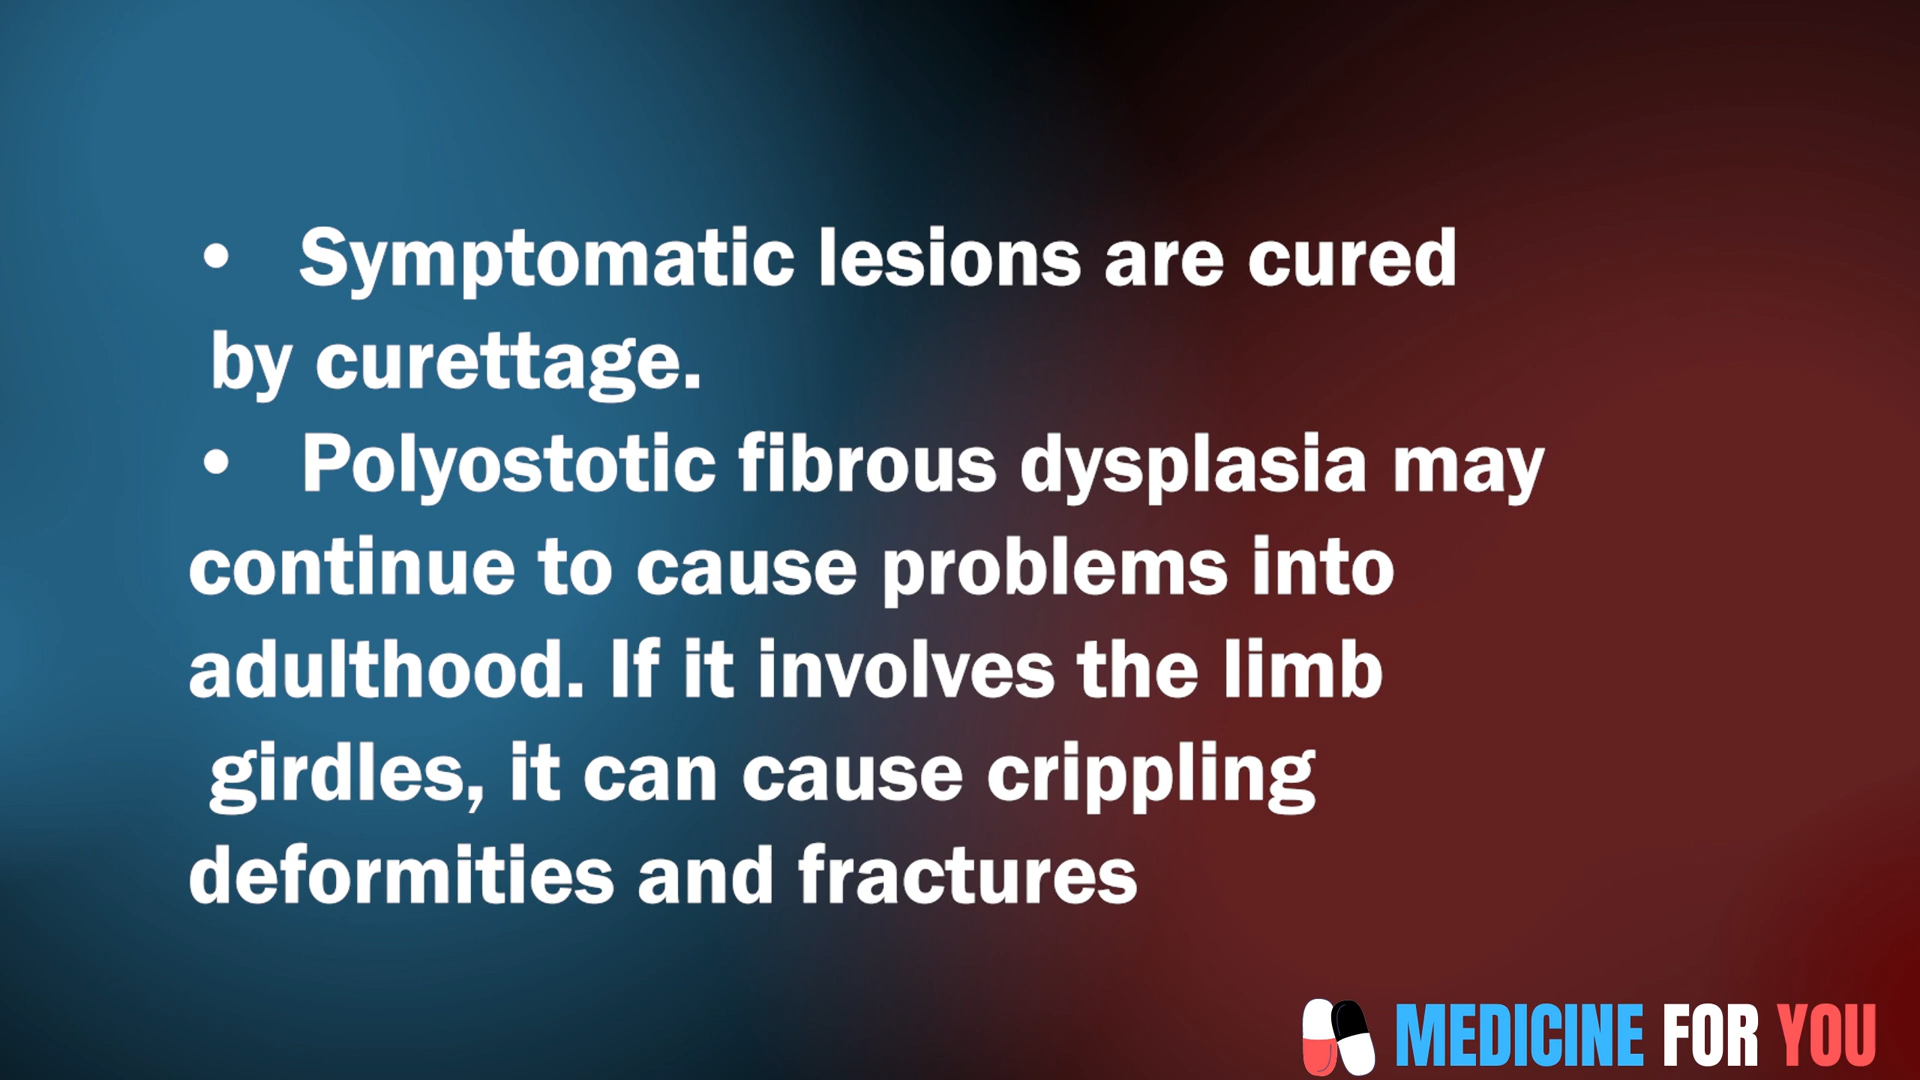 • Symptomatic lesions are cured
by curettage.
• Polyostotic fibrous dysplasia may
continue to cause problems into
adulthood. If it involves the limb
girdles, it can cause crippling
deformities and fractures
MEDICINE FOR YOU